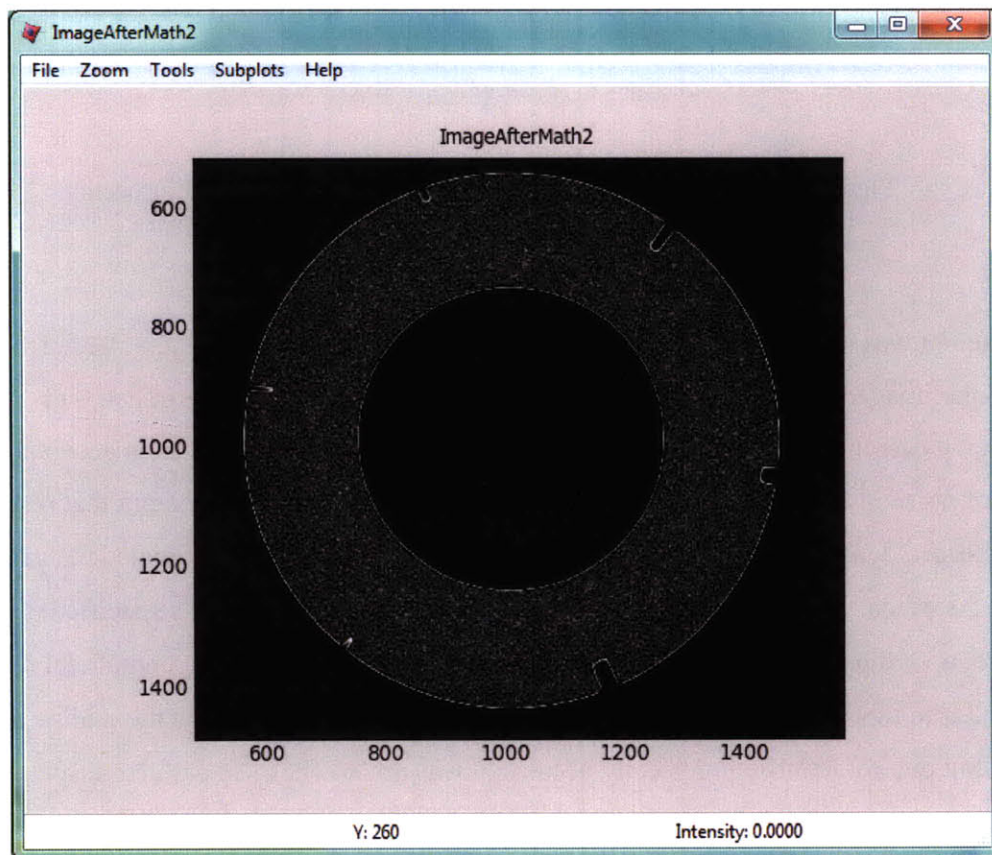 ImageAfterMath2
File Zoom Tools Subplots Help
ImageAfterMath2
600
800
1000
1200
1400
600 800 1000 1200 1400
Y: 260 Intensity: 0.0000